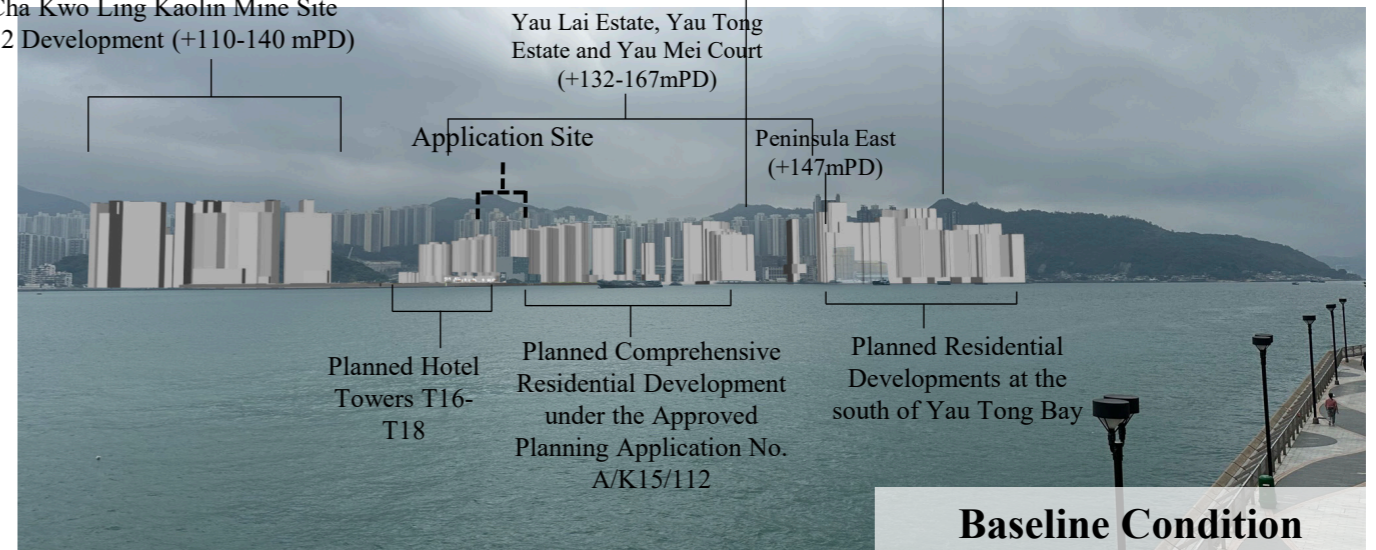 Cha Kwo Ling Kaolin Mine Site
2 Development (+110-140 mPD)
Yau Lai Estate, Yau Tong
Estate and Yau Mei Court
(+132-167mPD)
Application Site
Peninsula East
(+147mPD)
Planned Hotel
Towers T16-
T18
Planned Comprehensive
Residential Development
under the Approved
Planning Application No.
A/K15/112
Planned Residential
Developments at the
south of Yau Tong Bay
Baseline Condition